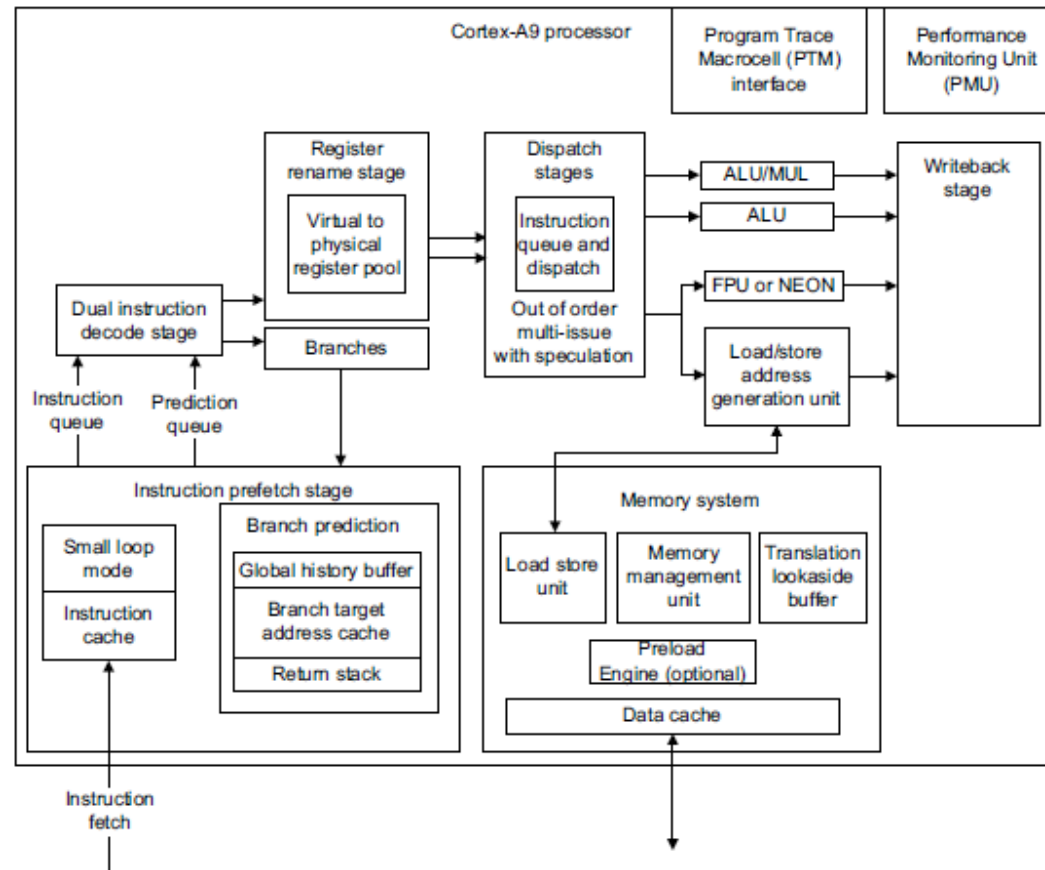 Cortex-A9 processor
Program Trace
Macrocell (PTM)
interface
Performance
Monitoring Unit
(PMU)
Register
rename stage
Virtual to
physical
register pool
Dispatch
stages
Instruction
queue and
dispatch
Out of order
multi-issue
with speculation
ALU/MUL
ALU
FPU or NEON
Load/store
address
generation unit
Writeback
stage
Dual instruction
decode stage
Branches
Instruction
queue
Prediction
queue
Instruction prefetch stage
Small loop
mode
Instruction
cache
Branch prediction
Global history buffer
Branch target
address cache
Return stack
Memory system
Load store
unit
Memory
management
unit
Translation
lookaside
buffer
Preload
Engine (optional)
Data cache
Instruction
fetch